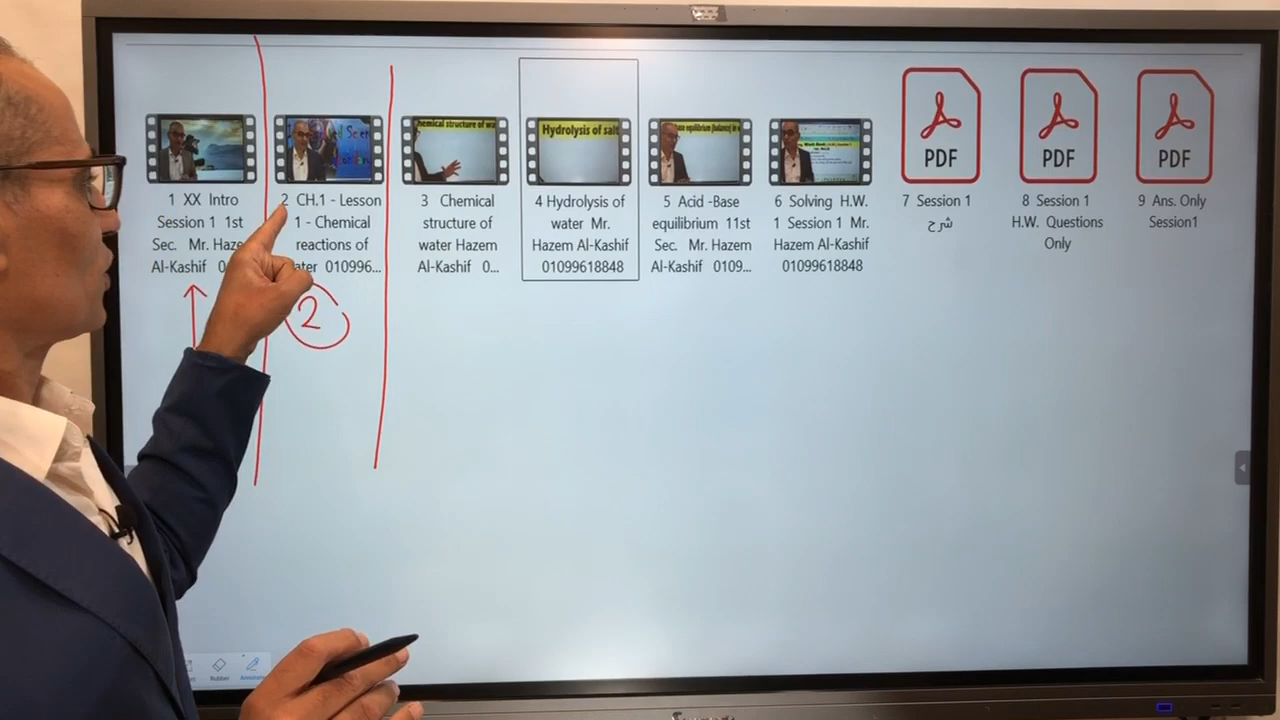 1 XX Intro
Session 1 1st
Sec. Mr. Haze
Al-Kashif 0
2 CH.1 - Lesson
1 - Chemical
reactions of
ater 010996...
2
hemical structure of wa
3 Chemical
structure of
water Hazem
Al-Kashif 0...
Hydrolysis of salt
4 Hydrolysis of
water Mr.
Hazem Al-Kashif
01099618848
5 Acid -Base
equilibrium 11st
Sec. Mr. Hazem
Al-Kashif 0109...
6 Solving H.W.
1 Session 1 Mr.
Hazem Al-Kashif
01099618848
PDF
7 Session 1
شرح
PDF
8 Session 1
H.W. Questions
Only
PDF
9 Ans. Only
Session1
Rubber